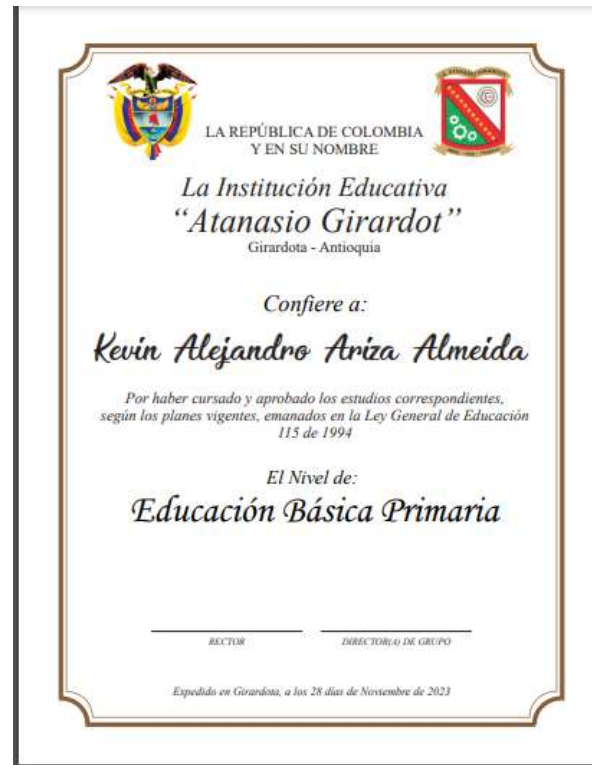 LA REPÚBLICA DE COLOMBIA
Y EN SU NOMBRE
La Institución Educativa
“Atanasio Girardot”
Girardota - Antioquia
Confiere a:
Kevin Alejandro Ariza Almeida
Por haber cursado y aprobado los estudios correspondientes,
según los planes vigentes, emanados en la Ley General de Educación
115 de 1994
El Nivel de:
Educación Básica Primaria
RECTOR
DIRECTOR(A) DE GRUPO
Expedido en Girardota, a los 28 días de Noviembre de 2023